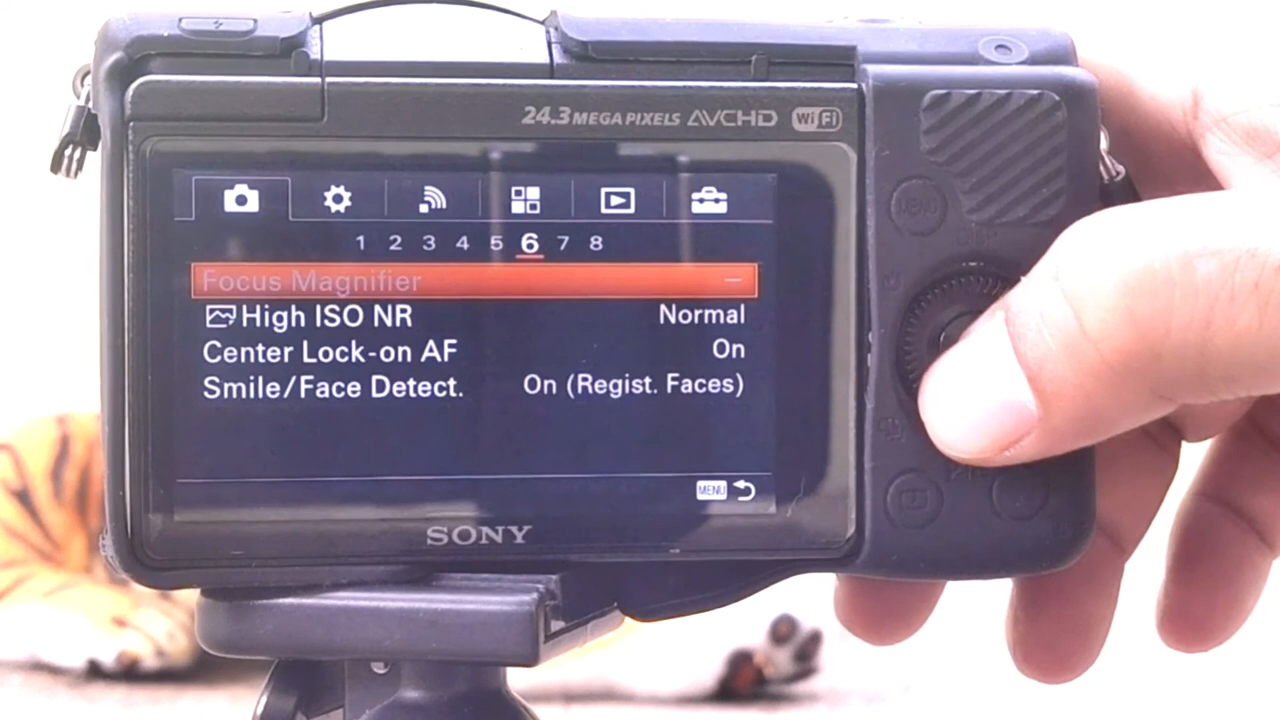 24.3 MEGA PIXELS AVCHD WiFi
MENU
1 2 3 4 5 6 7 8
Focus Magnifier –
High ISO NR Normal
Center Lock-on AF On
Smile/Face Detect. On (Regist. Faces)
MENU
SONY